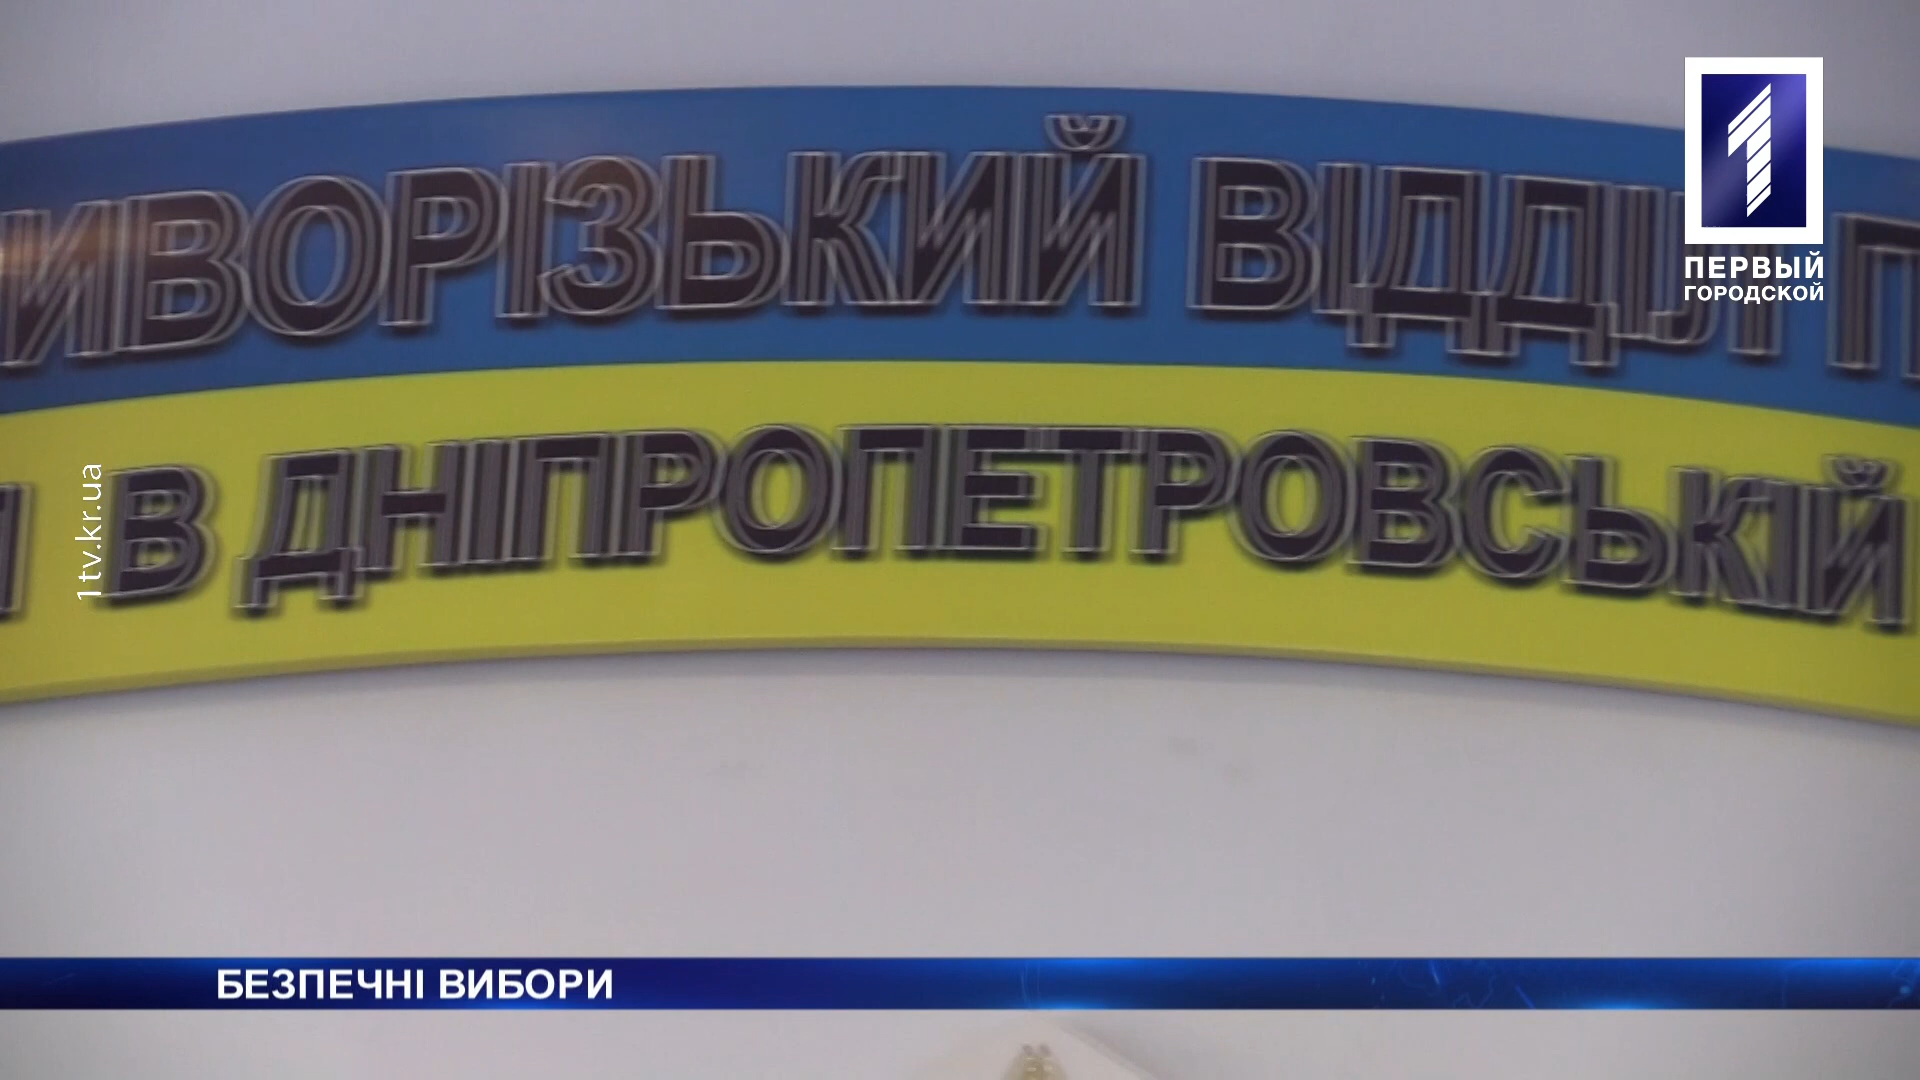 ИВОРІЗЬКИЙ ВІДДІЛ П
В ДНІПРОПЕТРОВСЬКІЙ
ПЕРВЫЙ
ГОРОДСКОЙ
1tv.kr.ua
БЕЗПЕЧНІ ВИБОРИ